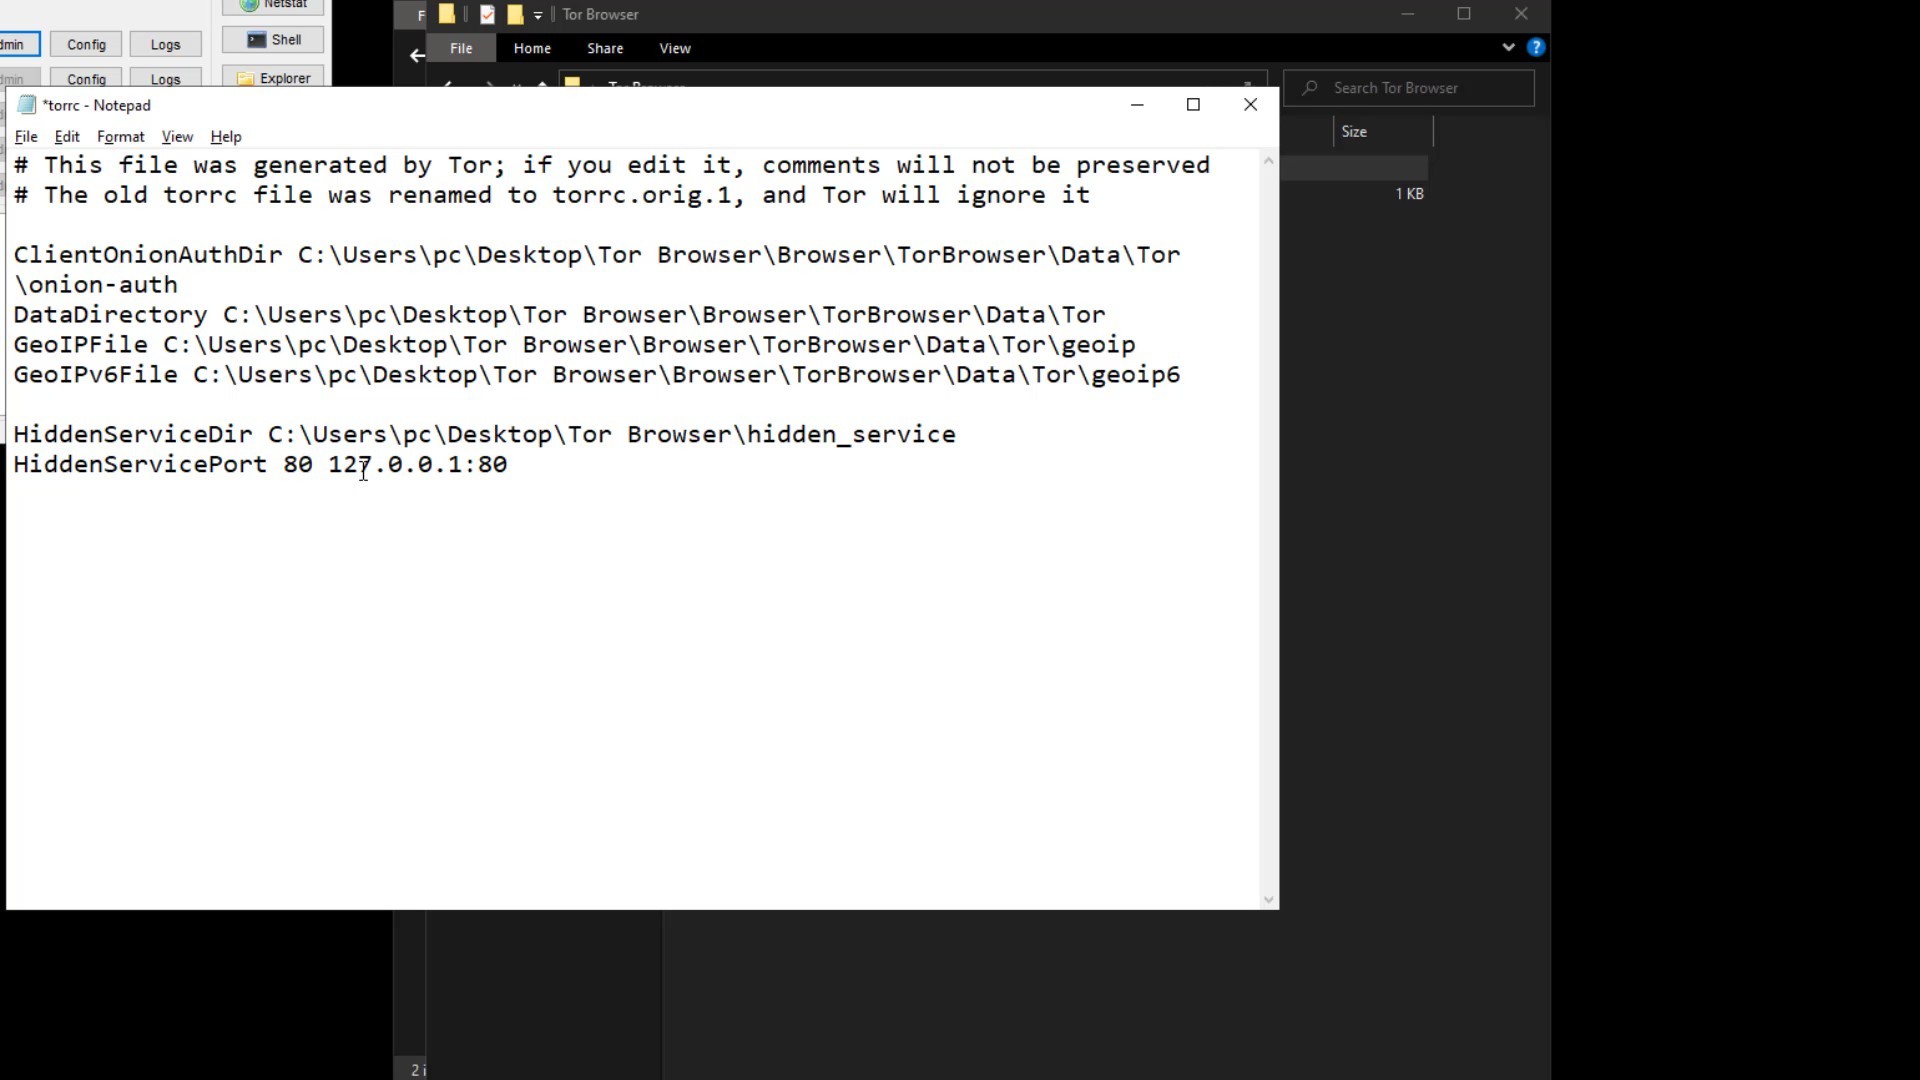 Netstat
Tor Browser
Config
Logs
Shell
File
Home
Share
View
Config
Logs
Explorer
Search Tor Browser
*torrc - Notepad
File
Edit
Format
View
Help
Size
1 KB
# This file was generated by Tor; if you edit it, comments will not be preserved
# The old torrc file was renamed to torrc.orig.1, and Tor will ignore it
ClientOnionAuthDir C:\Users\pc\Desktop\Tor Browser\Browser\TorBrowser\Data\Tor
\onion-auth
DataDirectory C:\Users\pc\Desktop\Tor Browser\Browser\TorBrowser\Data\Tor
GeoIPFile C:\Users\pc\Desktop\Tor Browser\Browser\TorBrowser\Data\Tor\geoip
GeoIPv6File C:\Users\pc\Desktop\Tor Browser\Browser\TorBrowser\Data\Tor\geoip6
HiddenServiceDir C:\Users\pc\Desktop\Tor Browser\hidden_service
HiddenServicePort 80 127.0.0.1:80